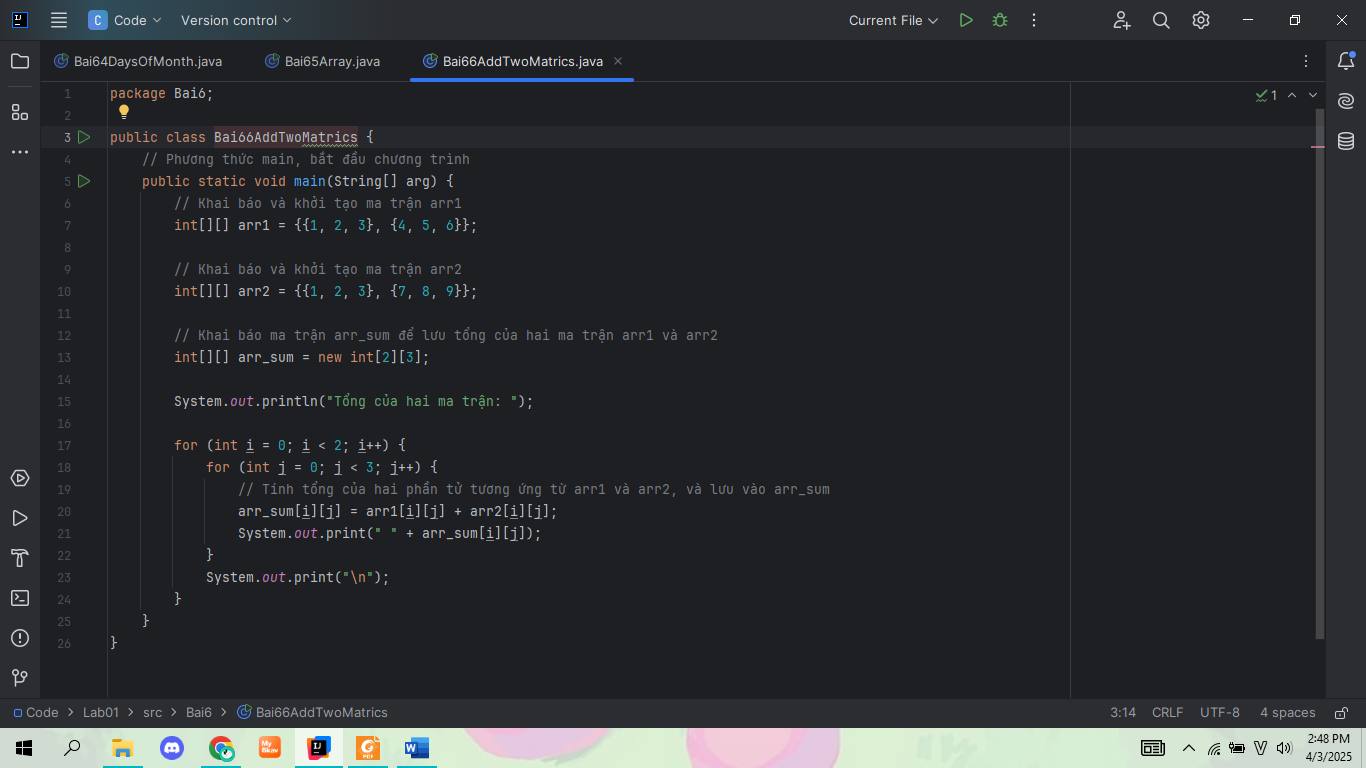 C Code Version control Current File
Bai64DaysOfMonth.java Bai65Array.java Bai66AddTwoMatrics.java
1 package Bai6; 1
2
3 public class Bai66AddTwoMatrics {
4 // Phương thức main, bắt đầu chương trình
5 public static void main(String[] arg) {
6 // Khai báo và khởi tạo ma trận arr1
7 int[][] arr1 = {{1, 2, 3}, {4, 5, 6}};
8
9 // Khai báo và khởi tạo ma trận arr2
10 int[][] arr2 = {{1, 2, 3}, {7, 8, 9}};
11
12 // Khai báo ma trận arr_sum để lưu tổng của hai ma trận arr1 và arr2
13 int[][] arr_sum = new int[2][3];
14
15 System.out.println("Tổng của hai ma trận: ");
16
17 for (int i = 0; i < 2; i++) {
18 for (int j = 0; j < 3; j++) {
19 // Tính tổng của hai phần tử tương ứng từ arr1 và arr2, và lưu vào arr_sum
20 arr_sum[i][j] = arr1[i][j] + arr2[i][j];
21 System.out.print(" " + arr_sum[i][j]);
22 }
23 System.out.print("\n");
24 }
25 }
26 }
Code > Lab01 > src > Bai6 > Bai66AddTwoMatrics 3:14 CRLF UTF-8 4 spaces
My Bkav
PDF
2:48 PM
4/3/2025